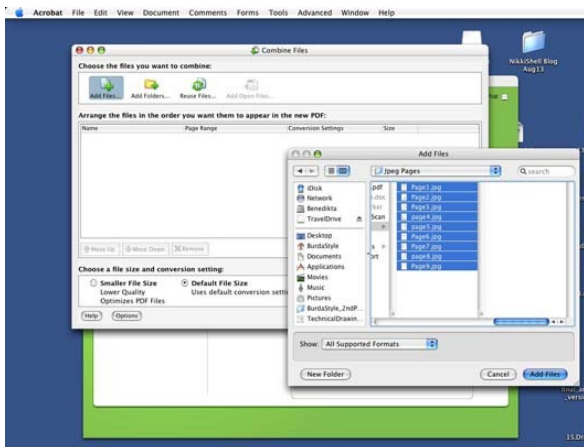 Acrobat File Edit View Document Comments Forms Tools Advanced Window Help
NikkiShell Blog
Aug13
Combine Files
Choose the files you want to combine:
Add Files... Add Folders... Reuse Files... Add Open Files...
Arrange the files in the order you want them to appear in the new PDF:
Name Page Range Conversion Settings Size
Add Files
Jpeg Pages
search
iDisk
Network
Benedikta
TravelDrive
Desktop
BurdaStyle
Documents
Applications
Movies
Music
Pictures
BurdaStyle_2ndP...
TechnicalDrawin...
.pdf
.doc
Scan
Page1.jpg
Page2.jpg
Page3.jpg
page4.jpg
page5.jpg
Page6.jpg
Page7.jpg
page8.jpg
Page9.jpg
Move Up Move Down Remove
Choose a file size and conversion setting:
Smaller File Size
Lower Quality
Optimizes PDF Files
Default File Size
Uses default conversion setti
Help Options
Show: All Supported Formats
New Folder Cancel Add Files